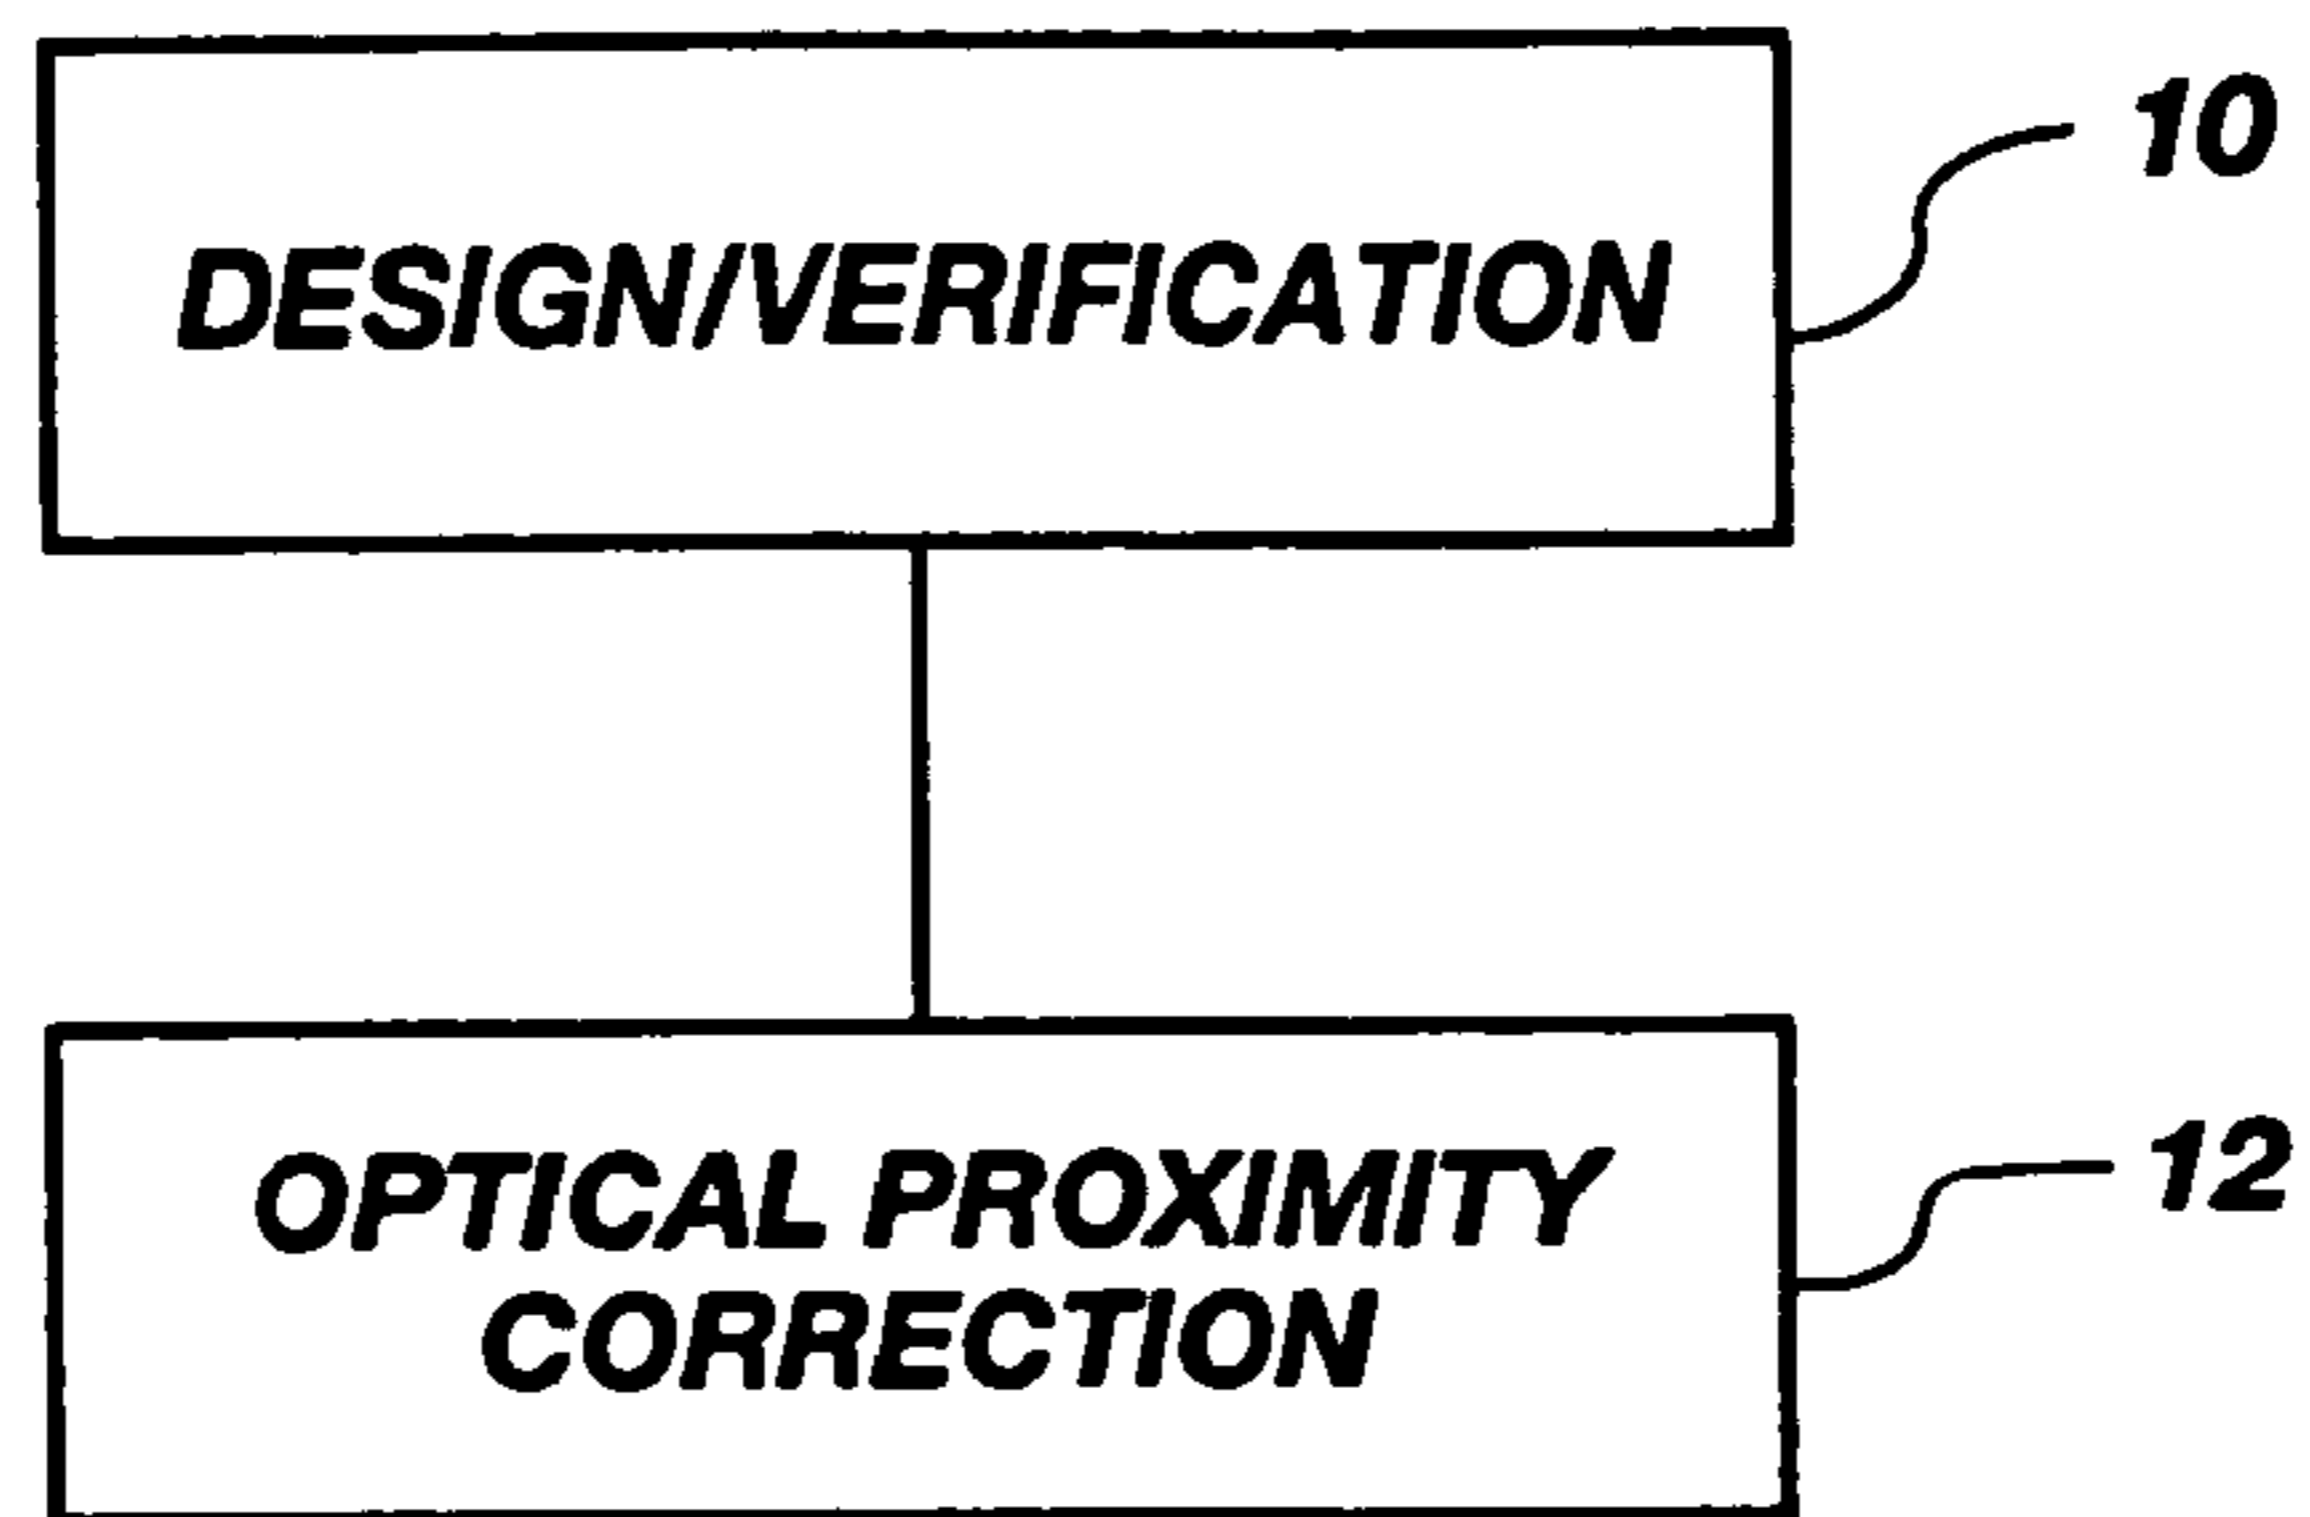 10
DESIGN/VERIFICATION
12
OPTICAL PROXIMITY
CORRECTION